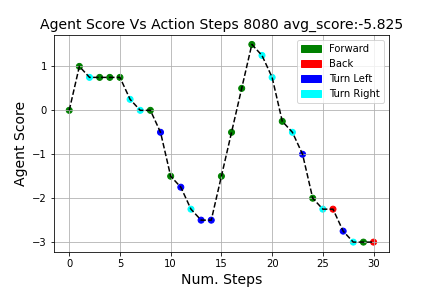 Agent Score Vs Action Steps 8080 avg_score:-5.825
Forward
Back
Turn Left
Turn Right
Agent Score
1
0
−1
−2
−3
0
5
10
15
20
25
30
Num. Steps